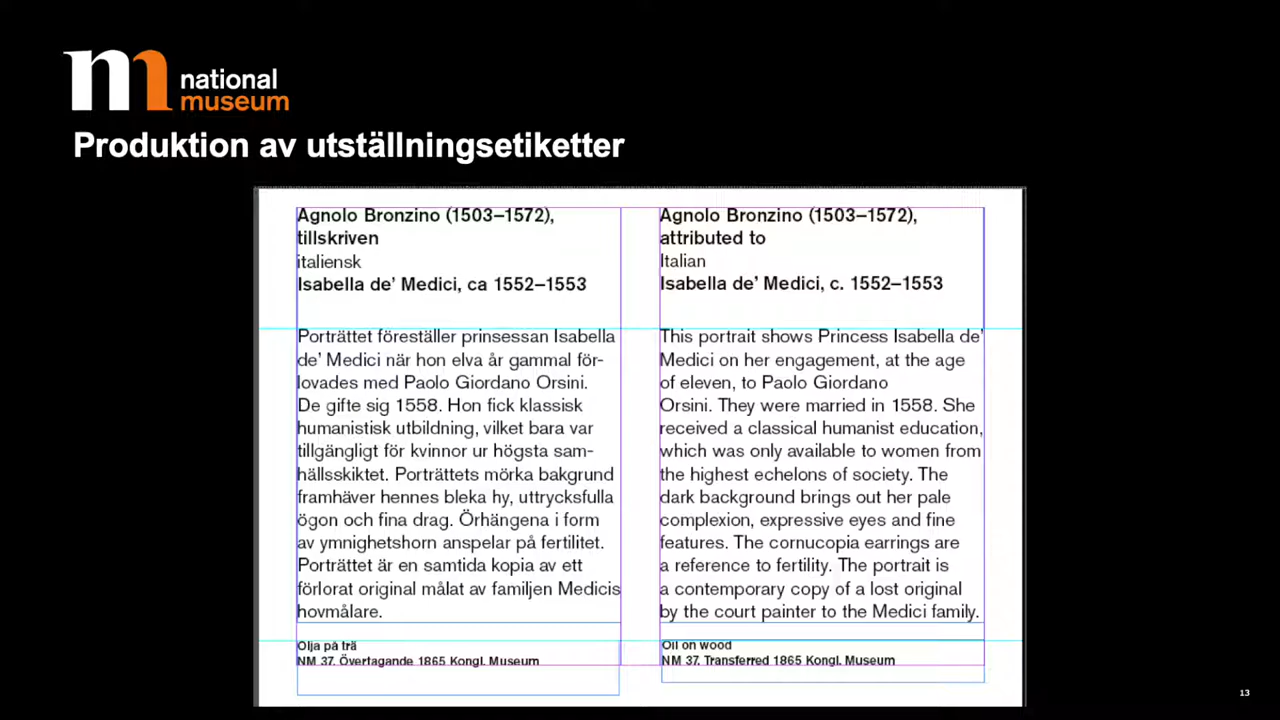 m national
museum
Produktion av utställningsetiketter
Agnolo Bronzino (1503–1572),
tillskriven
italiensk
Isabella de’ Medici, ca 1552–1553
Porträttet föreställer prinsessan Isabella
de’ Medici när hon elva år gammal för-
lovades med Paolo Giordano Orsini.
De gifte sig 1558. Hon fick klassisk
humanistisk utbildning, vilket bara var
tillgängligt för kvinnor ur högsta sam-
hällsskiktet. Porträttets mörka bakgrund
framhäver hennes bleka hy, uttrycksfulla
ögon och fina drag. Örhängena i form
av ymnighetshorn anspelar på fertilitet.
Porträttet är en samtida kopia av ett
förlorat original målat av familjen Medicis
hovmålare.
Olja på trä
NM 37, Övertagande 1865 Kongl. Museum
Agnolo Bronzino (1503–1572),
attributed to
Italian
Isabella de’ Medici, c. 1552–1553
This portrait shows Princess Isabella de’
Medici on her engagement, at the age
of eleven, to Paolo Giordano
Orsini. They were married in 1558. She
received a classical humanist education,
which was only available to women from
the highest echelons of society. The
dark background brings out her pale
complexion, expressive eyes and fine
features. The cornucopia earrings are
a reference to fertility. The portrait is
a contemporary copy of a lost original
by the court painter to the Medici family.
Oil on wood
NM 37, Transferred 1865 Kongl. Museum
13